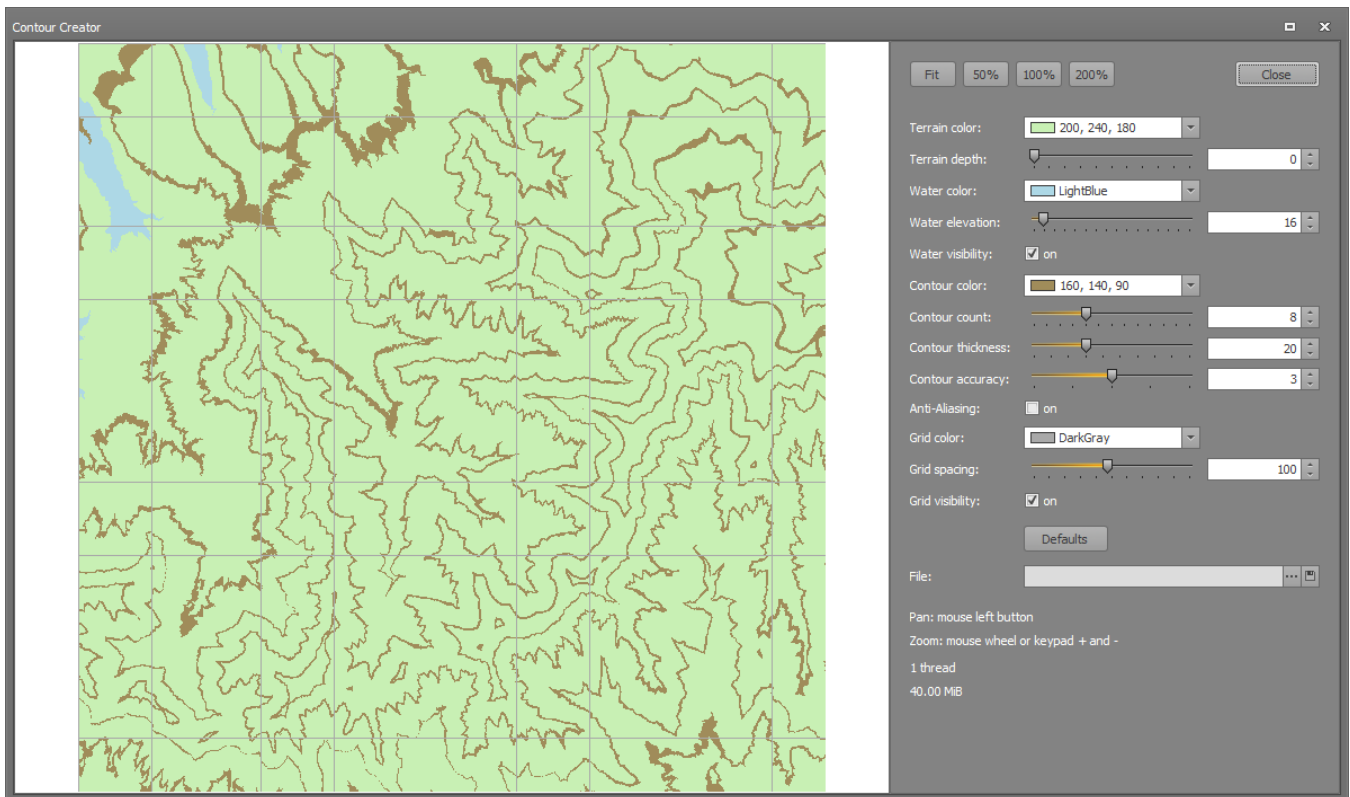 Contour Creator
Fit 50% 100% 200% Close
Terrain color: 200, 240, 180
Terrain depth: 0
Water color: LightBlue
Water elevation: 16
Water visibility: on
Contour color: 160, 140, 90
Contour count: 8
Contour thickness: 20
Contour accuracy: 3
Anti-Aliasing: on
Grid color: DarkGray
Grid spacing: 100
Grid visibility: on
Defaults
File: ...
Pan: mouse left button
Zoom: mouse wheel or keypad + and -
1 thread
40.00 MiB